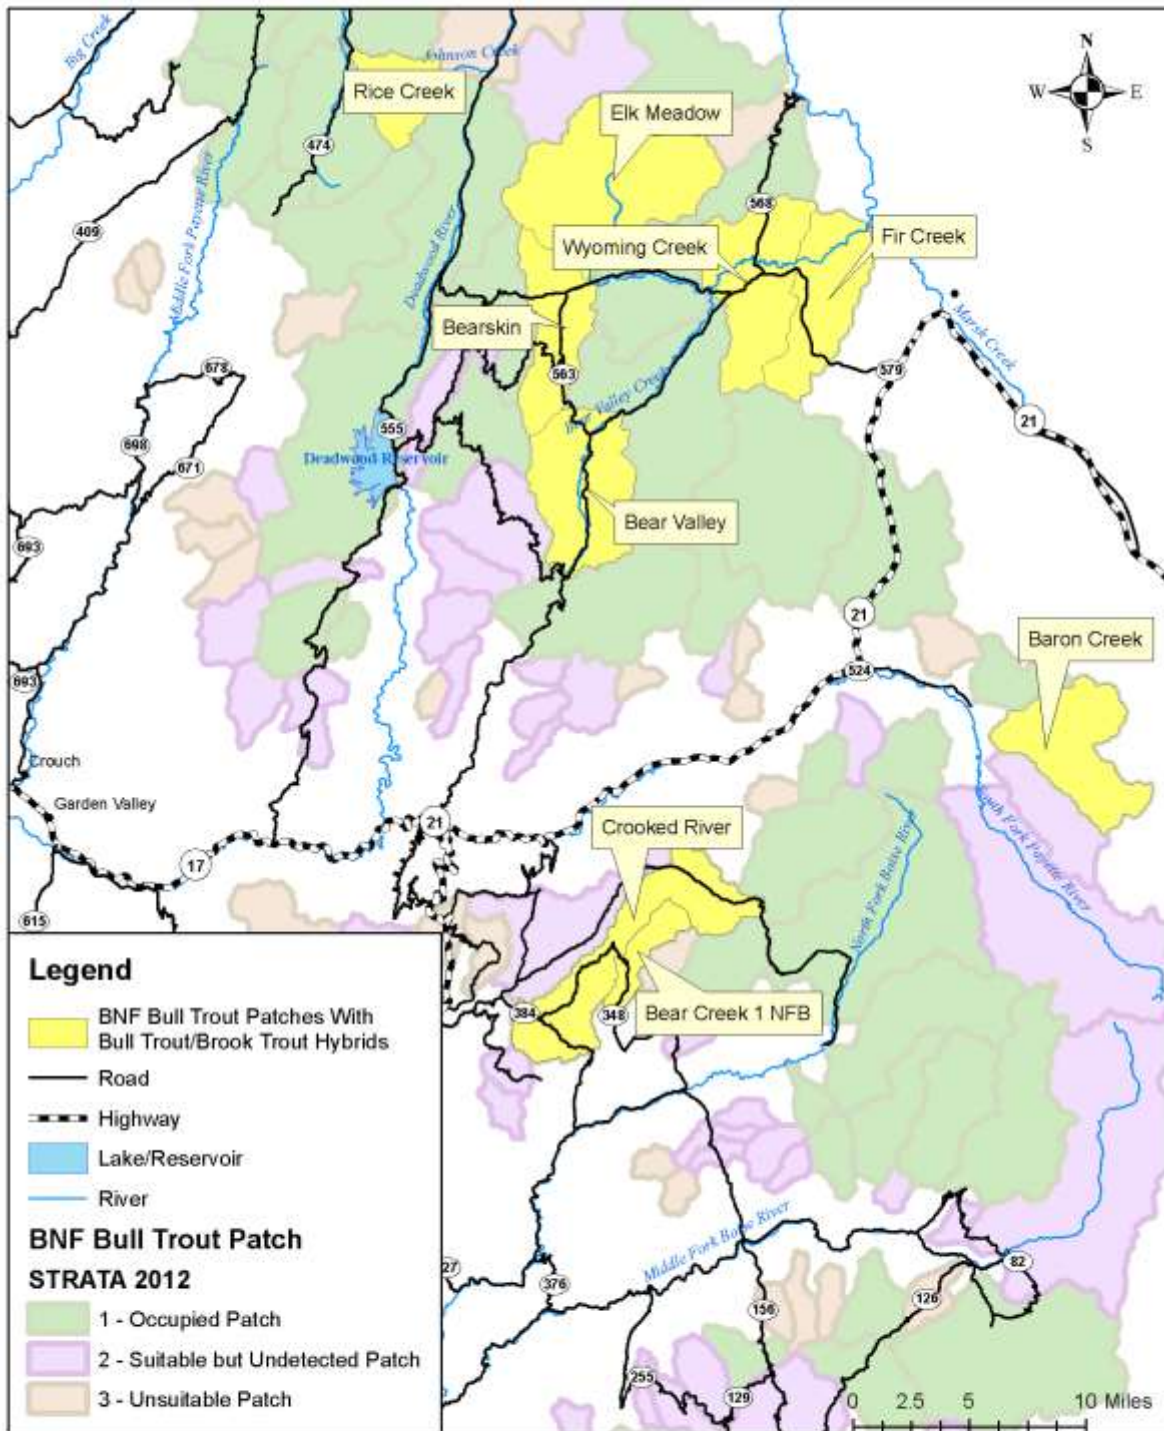 Big Creek
Johnson Creek
N
W
E
S
Rice Creek
Elk Meadow
474
Middle Fork Payette River
568
409
Deadwood River
Wyoming Creek
Fir Creek
Bearskin
Marsh Creek
678
563
579
Bear Valley Creek
21
698
555
671
Deadwood Reservoir
Bear Valley
693
21
Baron Creek
693
524
Crouch
Garden Valley
21
Crooked River
South Fork Payette River
17
North Fork Boise River
615
384
348
Bear Creek 1 NFB
Middle Fork Boise River
27
376
82
126
156
255
129
Legend
BNF Bull Trout Patches With
Bull Trout/Brook Trout Hybrids
Road
Highway
Lake/Reservoir
River
BNF Bull Trout Patch
STRATA 2012
1 - Occupied Patch
2 - Suitable but Undetected Patch
3 - Unsuitable Patch
0 2.5 5 10 Miles